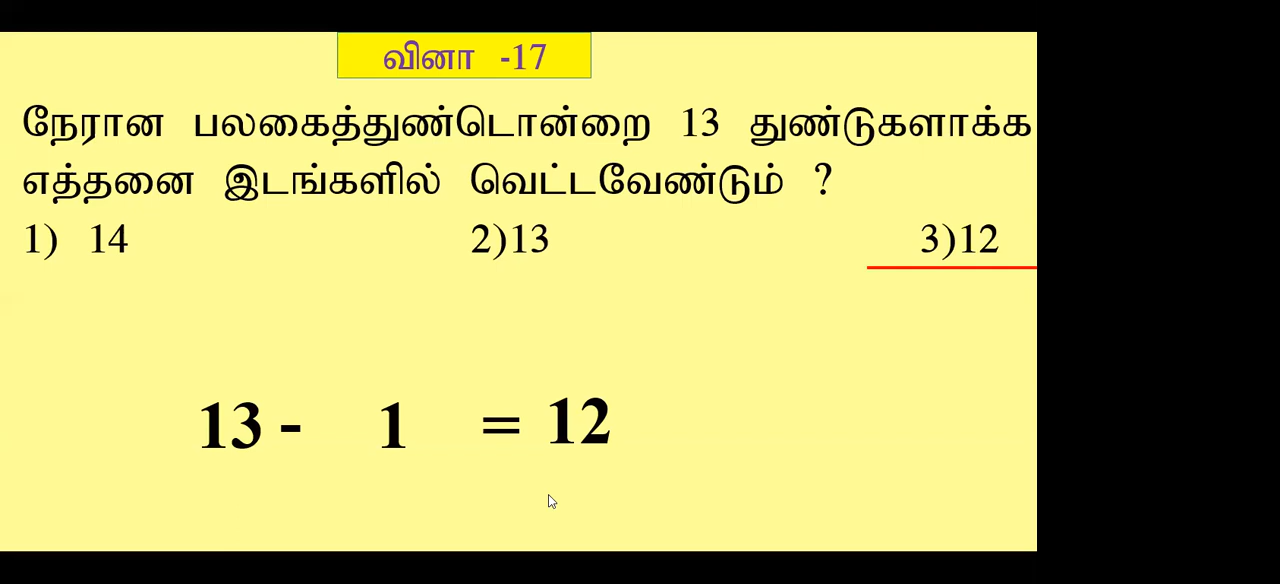 வினா -17
நேரான பலகைத்துண்டொன்றை 13 துண்டுகளாக்க
எத்தனை இடங்களில் வெட்டவேண்டும் ?
1) 14 2)13 3)12
13 - 1 = 12